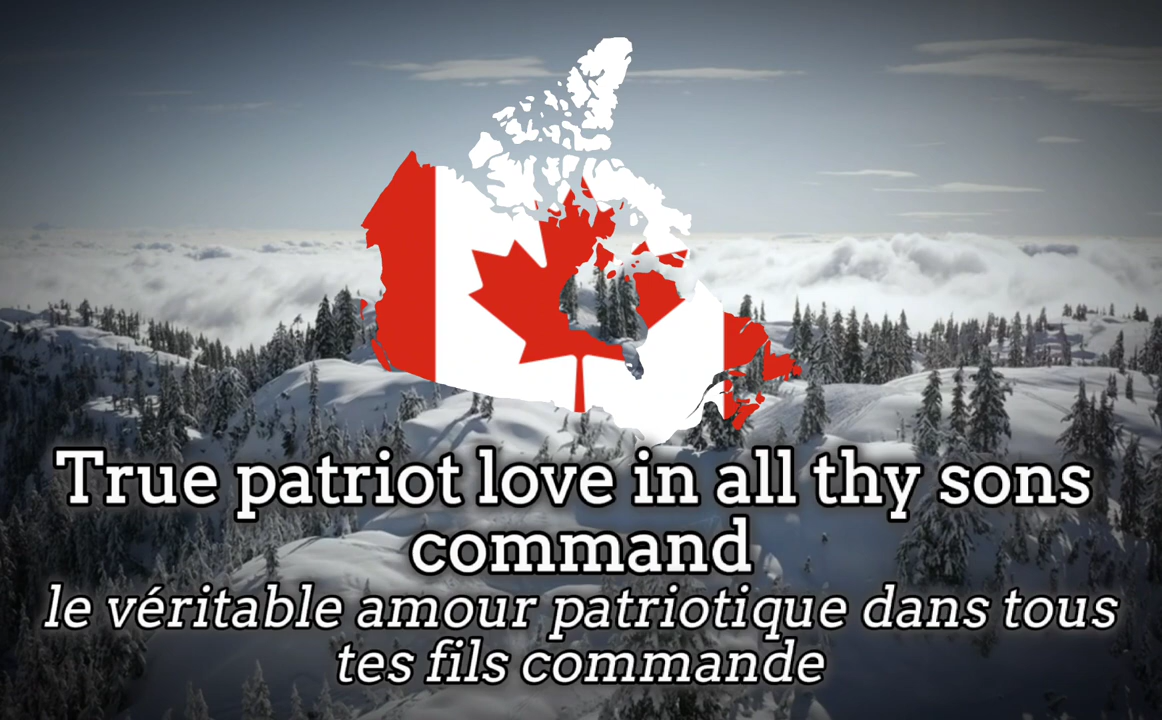 True patriot love in all thy sons
command
le véritable amour patriotique dans tous
tes fils commande